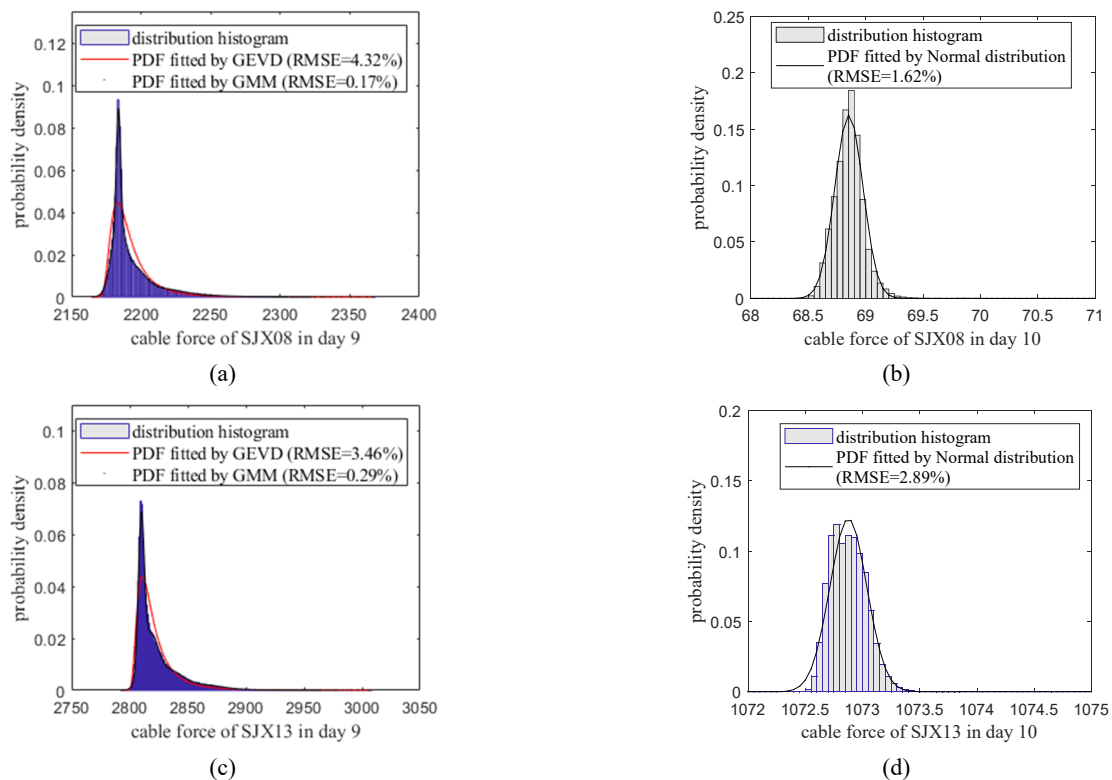 distribution histogram
PDF fitted by GEVD (RMSE=4.32%)
PDF fitted by GMM (RMSE=0.17%)
probability density
0.12
0.1
0.08
0.06
0.04
0.02
0
2150 2200 2250 2300 2350 2400
cable force of SJX08 in day 9
(a)
distribution histogram
PDF fitted by Normal distribution
(RMSE=1.62%)
probability density
0.25
0.2
0.15
0.1
0.05
0
68 68.5 69 69.5 70 70.5 71
cable force of SJX08 in day 10
(b)
distribution histogram
PDF fitted by GEVD (RMSE=3.46%)
PDF fitted by GMM (RMSE=0.29%)
probability density
0.1
0.08
0.06
0.04
0.02
0
2750 2800 2850 2900 2950 3000 3050
cable force of SJX13 in day 9
(c)
distribution histogram
PDF fitted by Normal distribution
(RMSE=2.89%)
probability density
0.2
0.15
0.1
0.05
0
1072 1072.5 1073 1073.5 1074 1074.5 1075
cable force of SJX13 in day 10
(d)